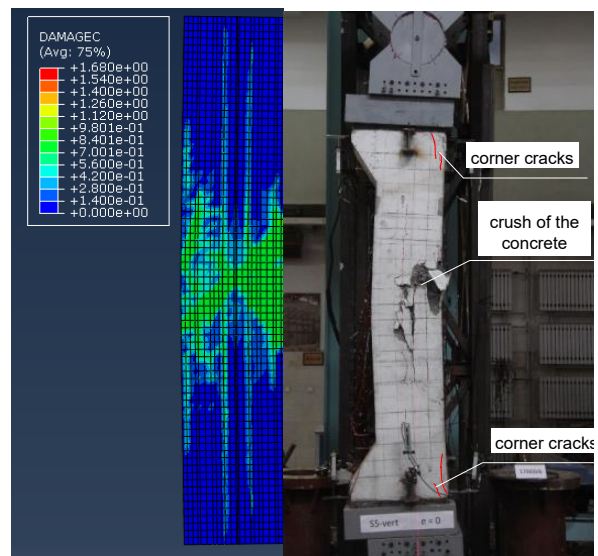 DAMAGEC
(Avg: 75%)
+1.680e+00
+1.540e+00
+1.400e+00
+1.260e+00
+1.120e+00
+9.801e-01
+8.401e-01
+7.001e-01
+5.600e-01
+4.200e-01
+2.800e-01
+1.400e-01
+0.000e+00
corner cracks
crush of the
concrete
corner cracks
S5-vert e = 0